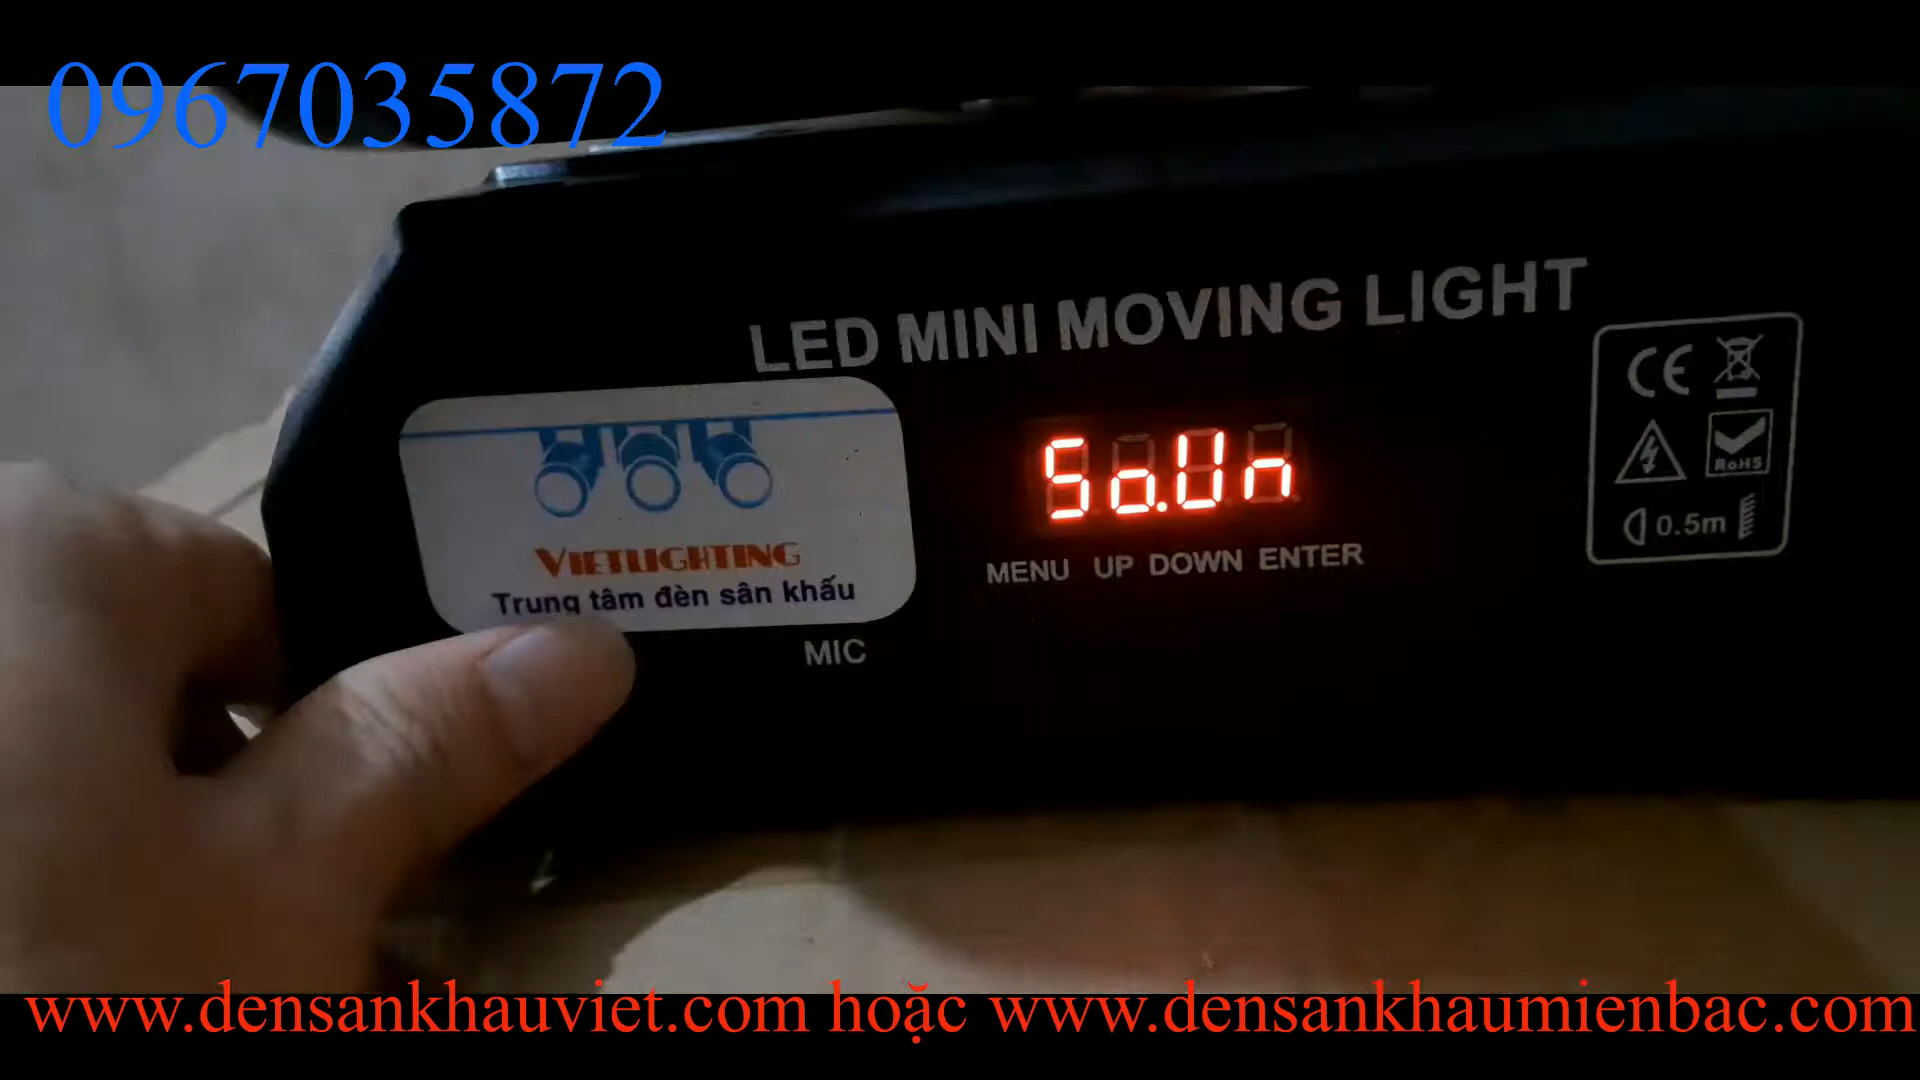 0967035872
LED MINI MOVING LIGHT
CE
RoHS
0.5m
So.Un
MENU UP DOWN ENTER
VIETLIGHTING
Trung tâm đèn sân khấu
MIC
www.densankhauviet.com hoặc www.densankhaumienbac.com